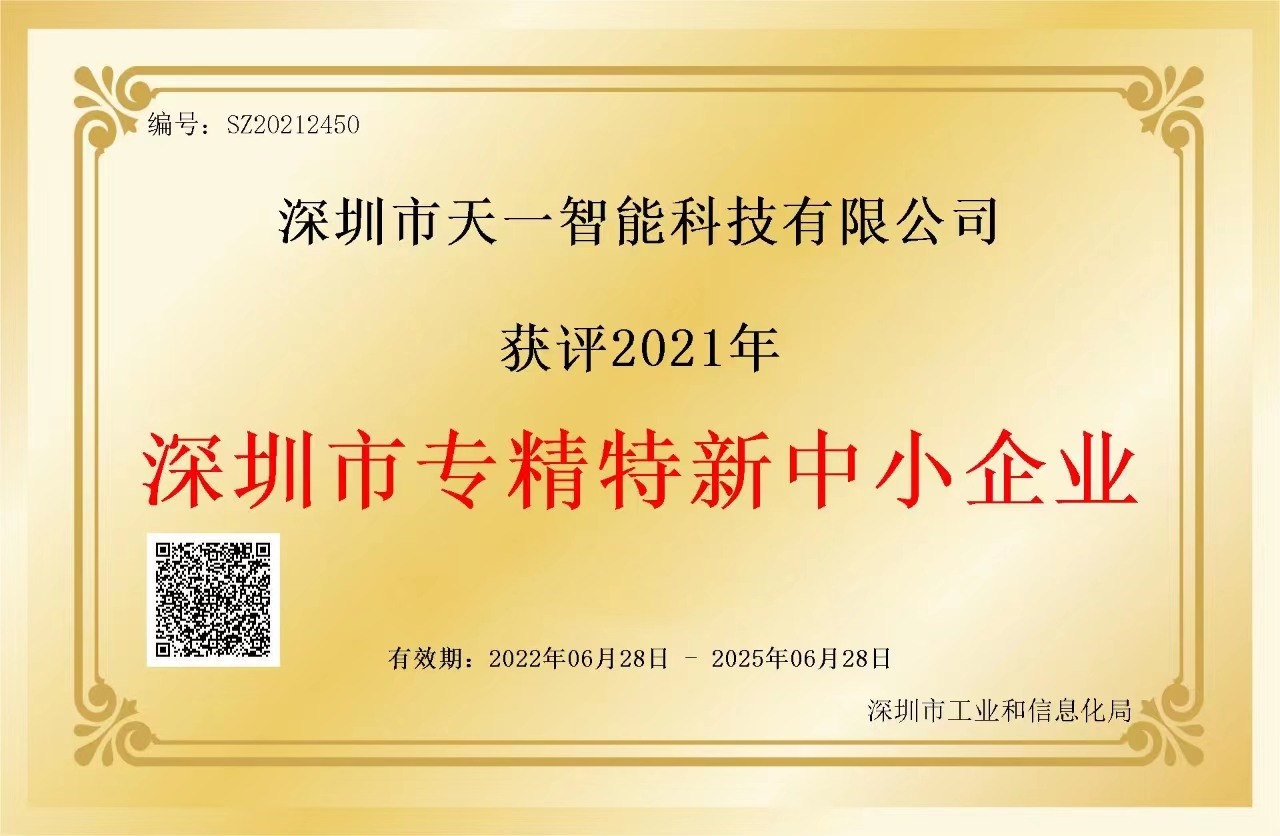 编号：SZ20212450
深圳市天一智能科技有限公司
获评2021年
深圳市专精特新中小企业
有效期：2022年06月28日 - 2025年06月28日
深圳市工业和信息化局